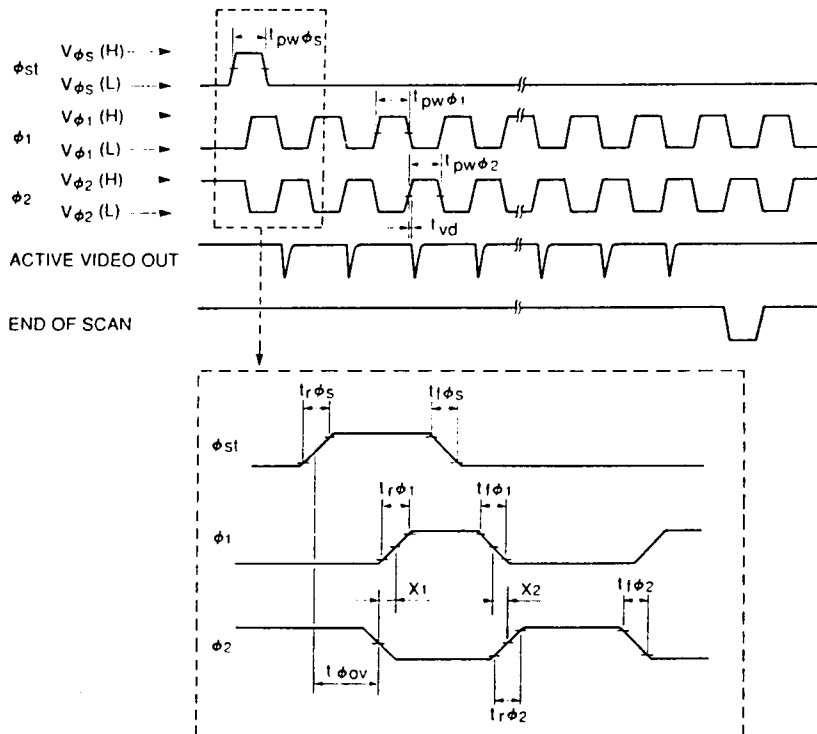 ϕst
Vϕs (H)
tpwϕs
Vϕs (L)
ϕ1
Vϕ1 (H)
tpwϕ1
Vϕ1 (L)
ϕ2
Vϕ2 (H)
tpwϕ2
Vϕ2 (L)
tvd
ACTIVE VIDEO OUT
END OF SCAN
trϕs
tfϕs
ϕst
trϕ1
tfϕ1
ϕ1
X1
X2
tfϕ2
ϕ2
tϕov
trϕ2